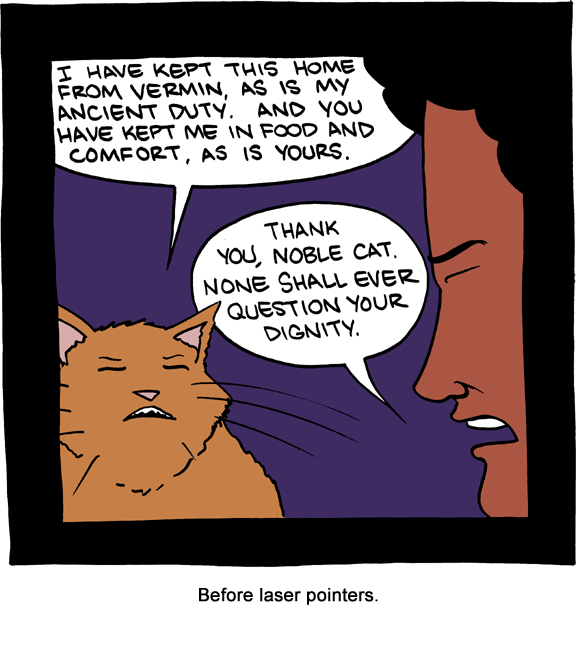 I HAVE KEPT THIS HOME
FROM VERMIN, AS IS MY
ANCIENT DUTY. AND YOU
HAVE KEPT ME IN FOOD AND
COMFORT, AS IS YOURS.
THANK
YOU, NOBLE CAT.
NONE SHALL EVER
QUESTION YOUR
DIGNITY.
Before laser pointers.